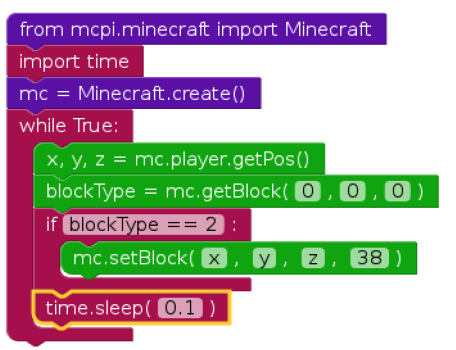 from mcpi.minecraft import Minecraft
import time
mc = Minecraft.create()
while True:
x, y, z = mc.player.getPos()
blockType = mc.getBlock( 0 , 0 , 0 )
if blockType == 2 :
mc.setBlock( x , y , z , 38 )
time.sleep( 0.1 )